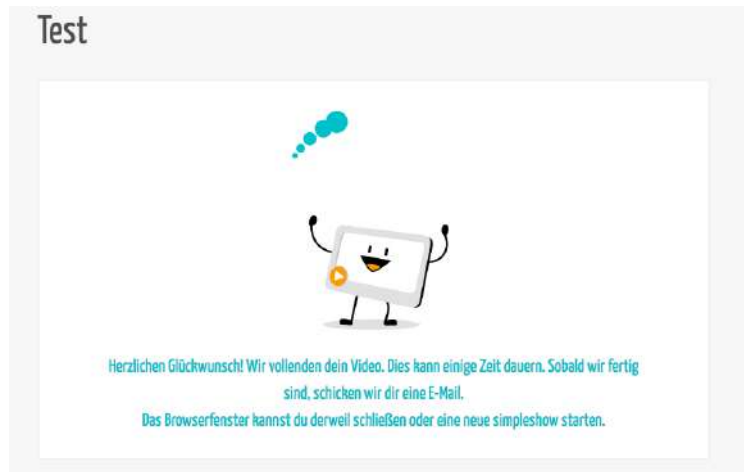 Test
Herzlichen Glückwunsch! Wir vollenden dein Video. Dies kann einige Zeit dauern. Sobald wir fertig
sind, schicken wir dir eine E-Mail.
Das Browserfenster kannst du derweil schließen oder eine neue simpleshow starten.